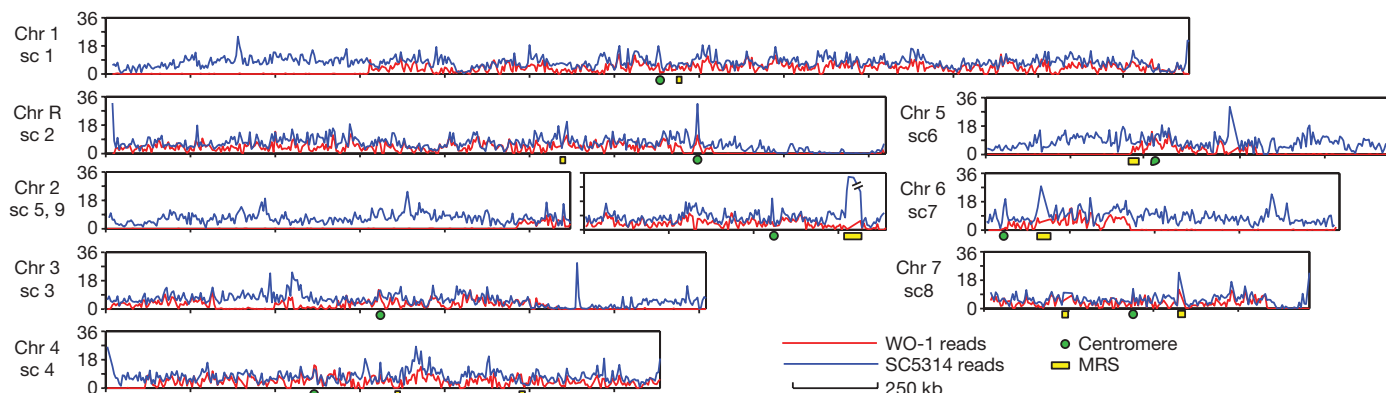 Chr 1
sc 1
36
18
0
Chr R
sc 2
36
18
0
Chr 5
sc6
36
18
0
Chr 2
sc 5, 9
36
18
0
Chr 6
sc7
36
18
0
Chr 3
sc 3
36
18
0
Chr 7
sc8
36
18
0
Chr 4
sc 4
36
18
0
WO-1 reads
SC5314 reads
250 kb
Centromere
MRS